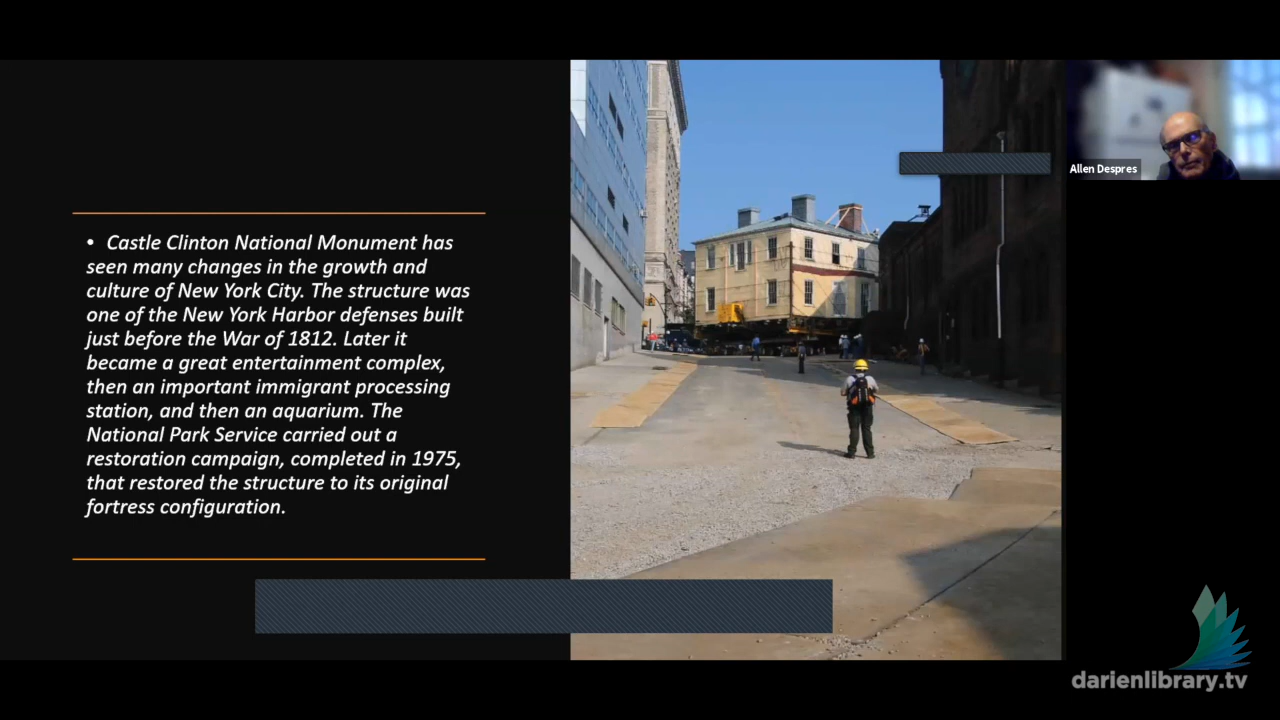 • Castle Clinton National Monument has
seen many changes in the growth and
culture of New York City. The structure was
one of the New York Harbor defenses built
just before the War of 1812. Later it
became a great entertainment complex,
then an important immigrant processing
station, and then an aquarium. The
National Park Service carried out a
restoration campaign, completed in 1975,
that restored the structure to its original
fortress configuration.
Allen Despres
darienlibrary.tv